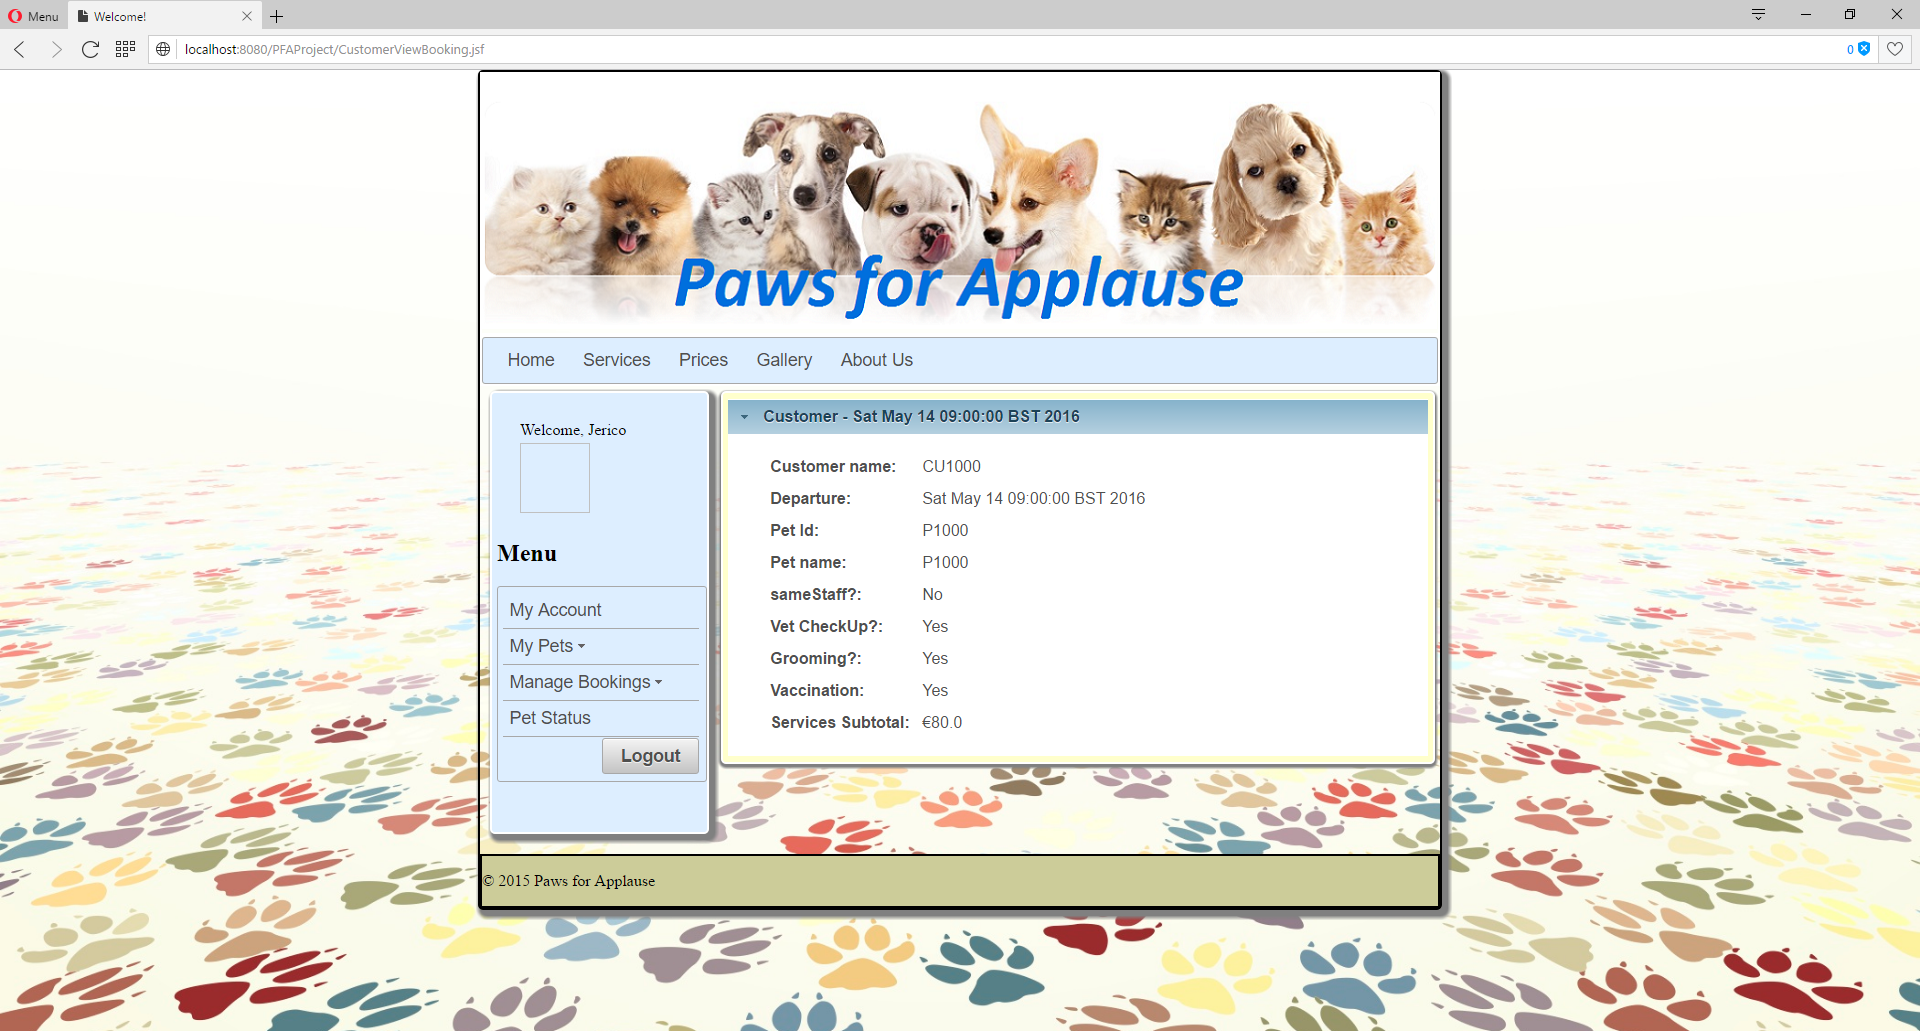 Menu
Welcome!
localhost:8080/PFAProject/CustomerViewBooking.jsf
0
Paws for Applause
Home Services Prices Gallery About Us
Welcome, Jerico
Menu
My Account
My Pets
Manage Bookings
Pet Status
Logout
Customer - Sat May 14 09:00:00 BST 2016
Customer name: CU1000
Departure: Sat May 14 09:00:00 BST 2016
Pet Id: P1000
Pet name: P1000
sameStaff?: No
Vet CheckUp?: Yes
Grooming?: Yes
Vaccination: Yes
Services Subtotal: €80.0
© 2015 Paws for Applause